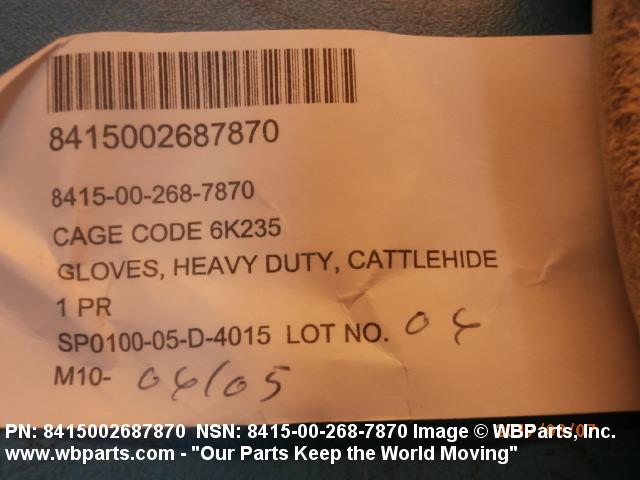 8415002687870
8415-00-268-7870
CAGE CODE 6K235
GLOVES, HEAVY DUTY, CATTLEHIDE
1 PR
SP0100-05-D-4015 LOT NO. 04
M10- 04/05
PN: 8415002687870 NSN: 8415-00-268-7870 Image © WBParts, Inc.
www.wbparts.com - "Our Parts Keep the World Moving"